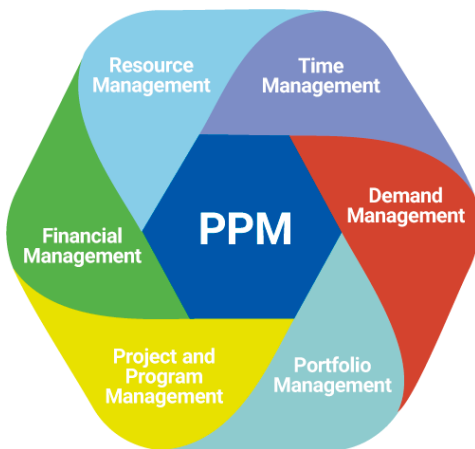 Resource
Management
Time
Management
Demand
Management
Portfolio
Management
Project and
Program
Management
Financial
Management
PPM